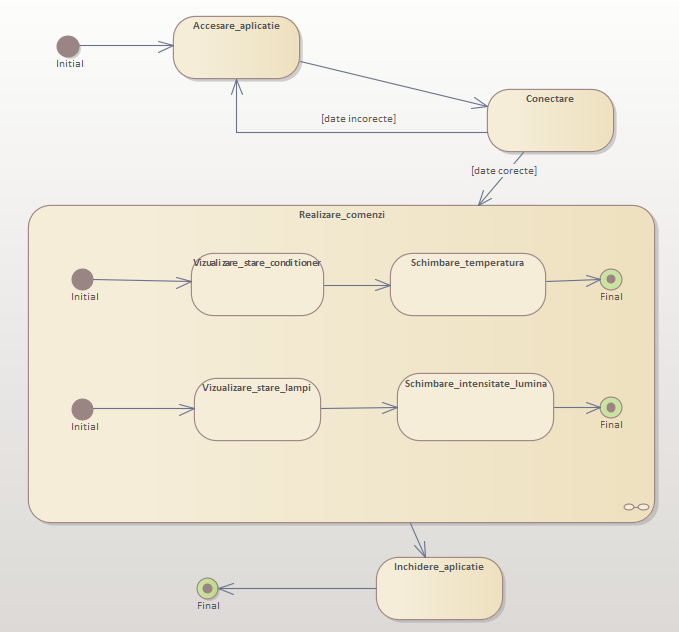 Accesare_aplicatie
Initial
Conectare
[date incorecte]
[date corecte]
Realizare_comenzi
Vizualizare_stare_conditioner
Schimbare_temperatura
Initial
Final
Vizualizare_stare_lampi
Schimbare_intensitate_lumina
Initial
Final
Inchidere_aplicatie
Final